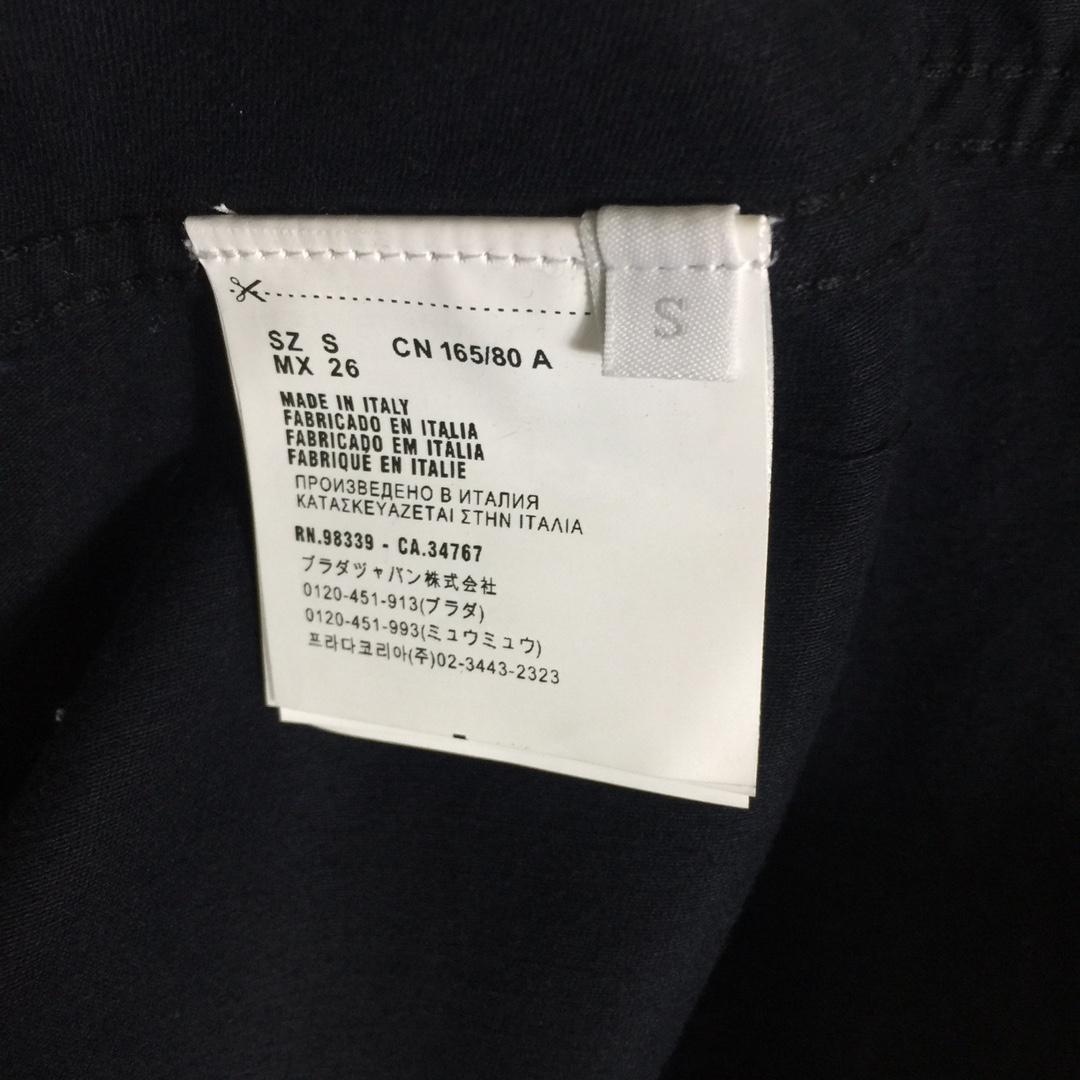 S
SZ S CN 165/80 A
MX 26
MADE IN ITALY
FABRICADO EN ITALIA
FABRICADO EM ITÁLIA
FABRIQUÉ EN ITALIE
ПРОИЗВЕДЕНО В ИТАЛИЯ
ΚΑΤΑΣΚΕΥΑΖΕΤΑΙ ΣΤΗΝ ΙΤΑΛΙΑ
RN.98339 - CA.34767
プラダジャパン株式会社
0120-451-913(プラダ)
0120-451-993(ミュウミュウ)
프라다코리아(주)02-3443-2323